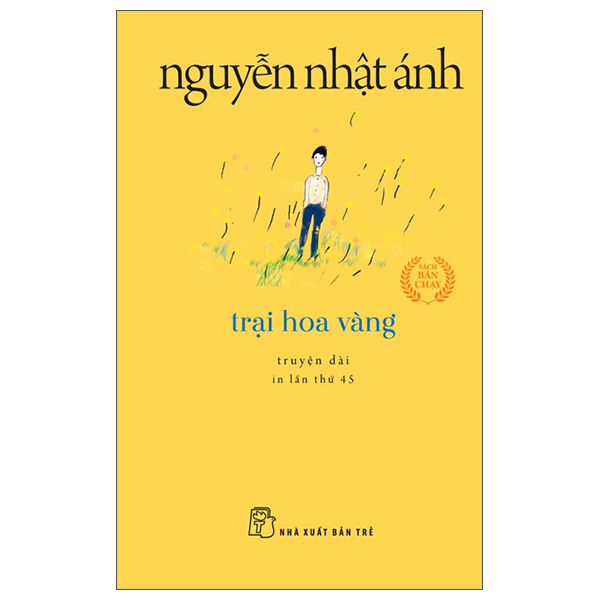 nguyễn nhật ánh
SÁCH
BÁN
CHẠY
trại hoa vàng
truyện dài
in lần thứ 45
NHÀ XUẤT BẢN TRẺ